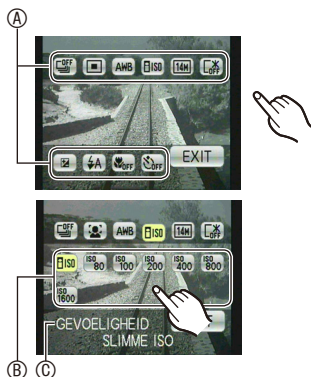 A
OFF AWB ISO 14M OFF
A OFF OFF EXIT
OFF AWB ISO 14M OFF
ISO ISO 80 ISO 100 ISO 200 ISO 400 ISO 800
ISO 1600
GEVOELIGHEID
SLIMME ISO
B C